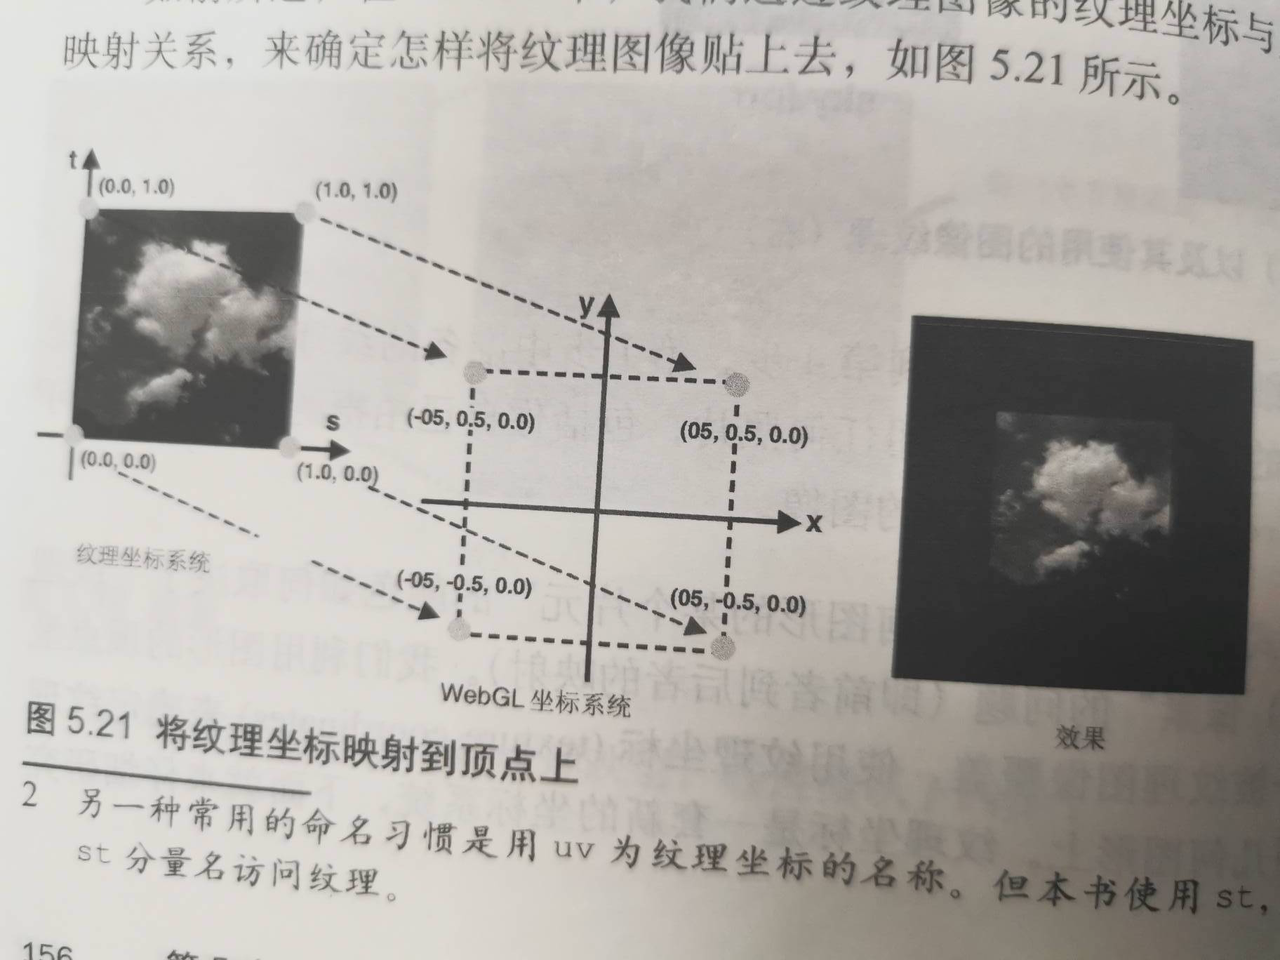 我们通过纹理图像的纹理坐标与
映射关系，来确定怎样将纹理图像贴上去，如图 5.21 所示。
t
(0.0, 1.0)
(1.0, 1.0)
s
(0.0, 0.0)
(1.0, 0.0)
纹理坐标系统
y
(-05, 0.5, 0.0)
(05, 0.5, 0.0)
x
(-05, -0.5, 0.0)
(05, -0.5, 0.0)
WebGL 坐标系统
效果
图 5.21 将纹理坐标映射到顶点上
2 另一种常用的命名习惯是用 uv 为纹理坐标的名称。但本书使用 st，
st 分量名访问纹理。
156